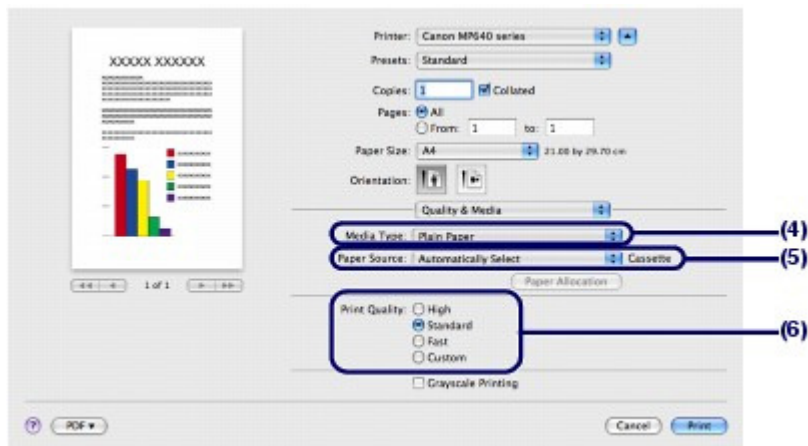 XXXXX XXXXXX
1 of 1
Printer: Canon MP640 series
Presets: Standard
Copies: 1 Collated
Pages: All
From: 1 to: 1
Paper Size: A4 21.00 by 29.70 cm
Orientation:
Quality & Media
Media Type: Plain Paper (4)
Paper Source: Automatically Select Cassette (5)
Paper Allocation
Print Quality: High
Standard (6)
Fast
Custom
Grayscale Printing
? PDF▼ Cancel Print